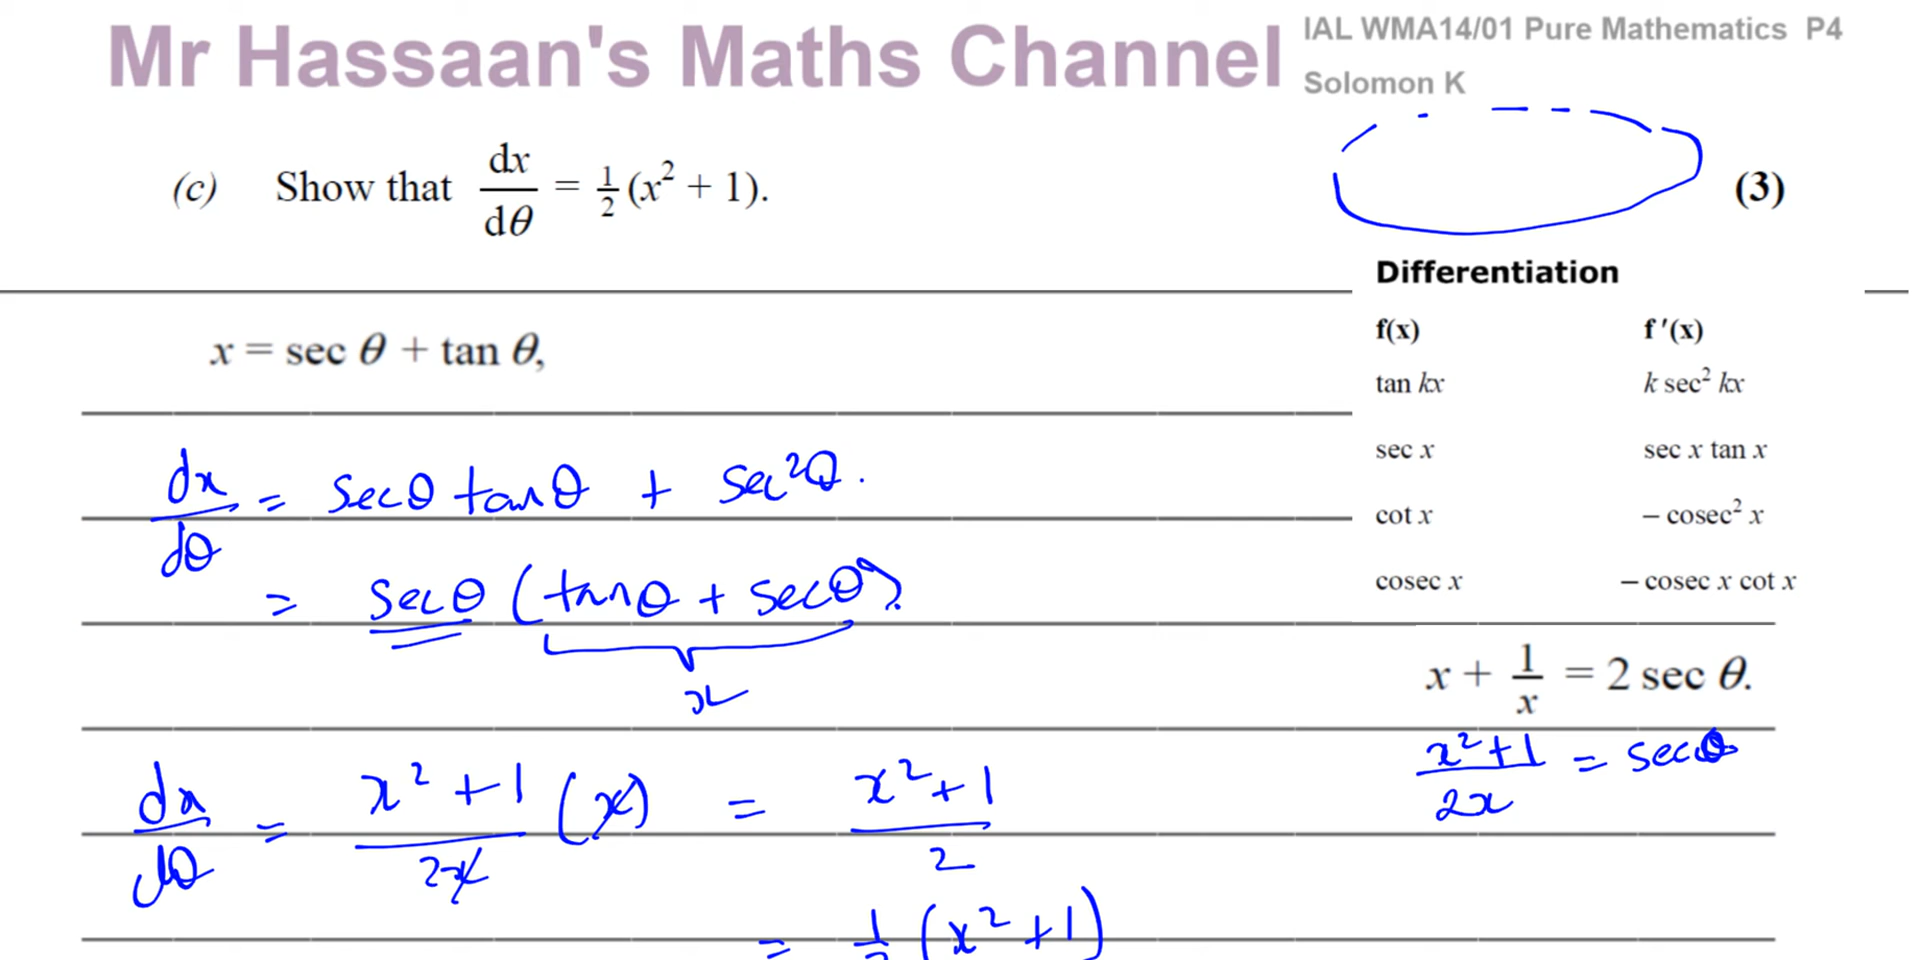 Mr Hassaan's Maths Channel
IAL WMA14/01 Pure Mathematics P4
Solomon K
(c) Show that dx/dθ = ½(x² + 1). (3)
Differentiation
f(x) f'(x)
tan kx k sec² kx
sec x sec x tan x
cot x – cosec² x
cosec x – cosec x cot x
x = sec θ + tan θ,
dx/dθ = secθ tanθ + sec²θ.
= secθ (tanθ + secθ)
x
x + 1/x = 2 sec θ.
(x²+1)/2x = secθ
dx/dθ = (x²+1)/2x (x) = (x²+1)/2
= ½(x²+1)